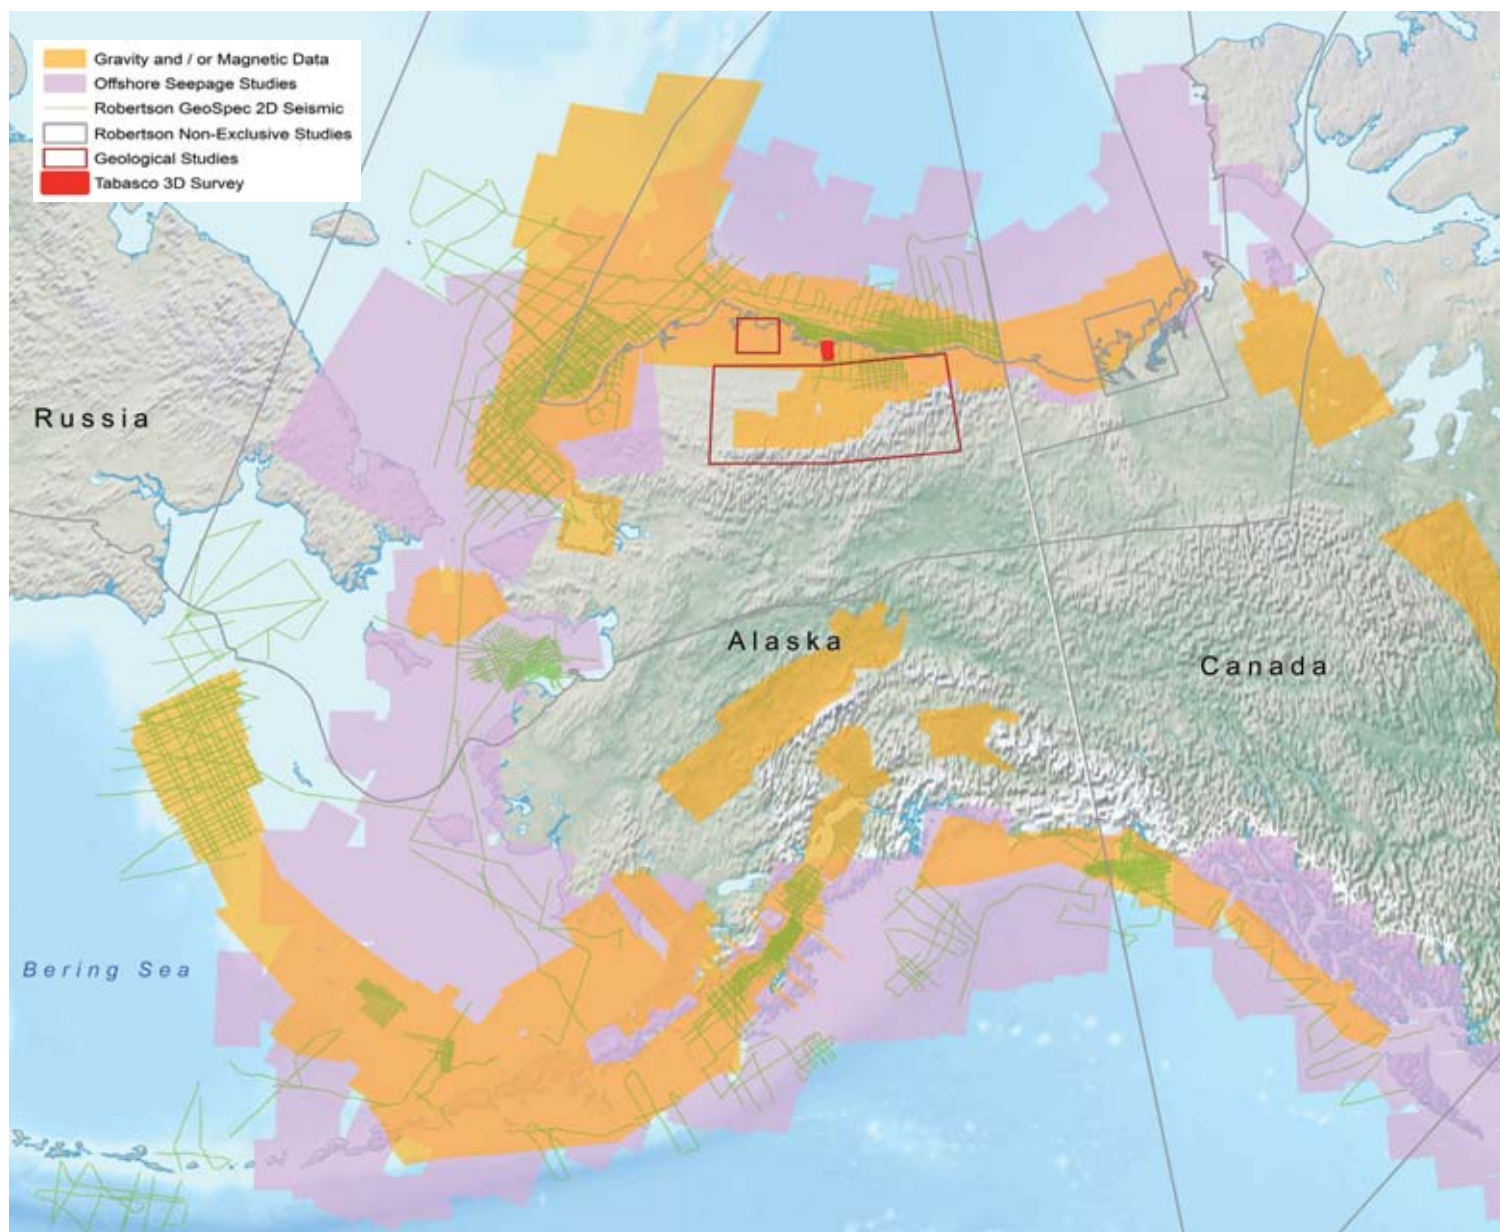 Gravity and / or Magnetic Data
Offshore Seepage Studies
Robertson GeoSpec 2D Seismic
Robertson Non-Exclusive Studies
Geological Studies
Tabasco 3D Survey
Russia
Alaska
Canada
Bering Sea